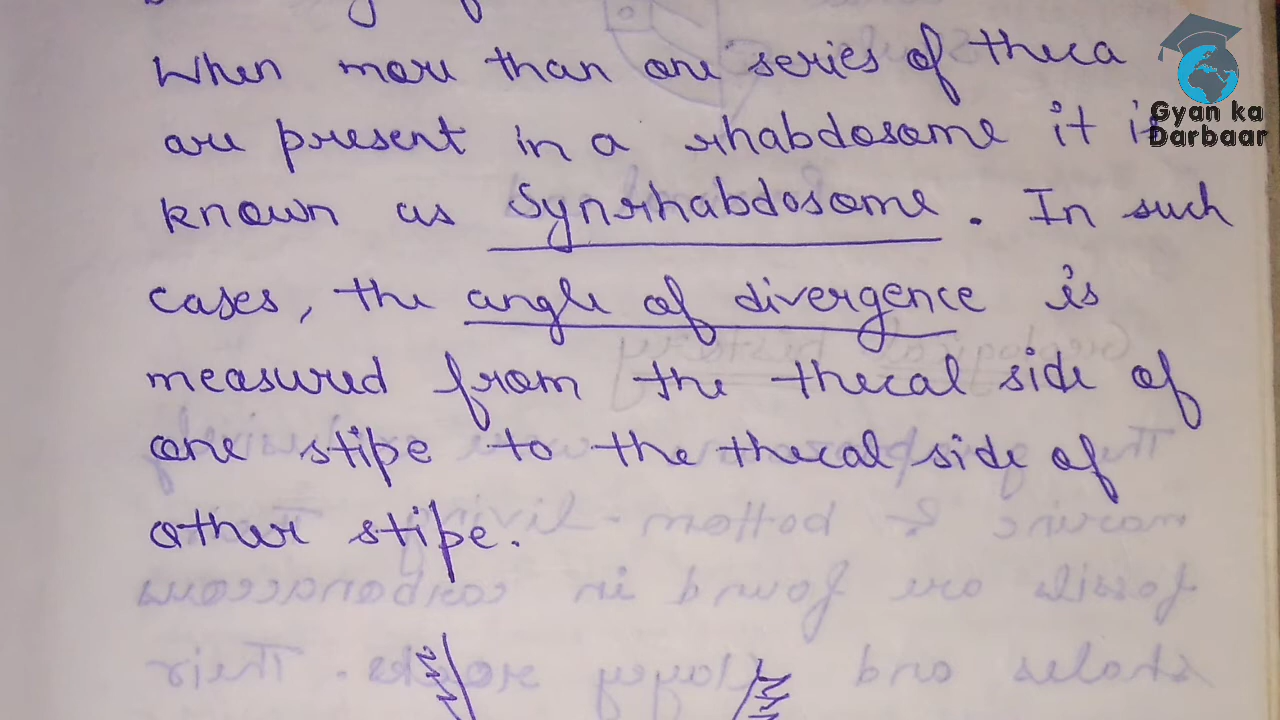 When more than one series of theca
are present in a rhabdosome it is
known as Synrhabdosome. In such
cases, the angle of divergence is
measured from the thecal side of
one stipe to the thecal side of
other stipe.
Gyan ka
Darbaar